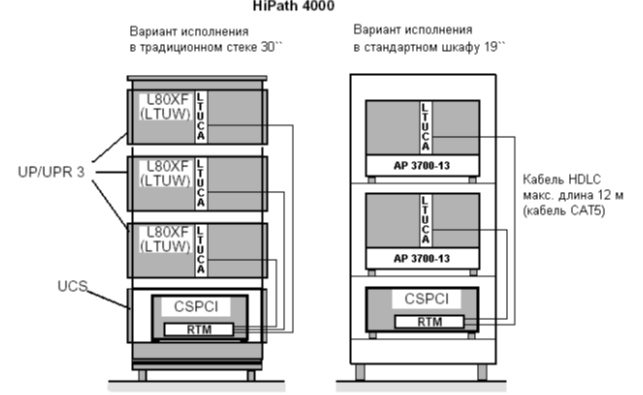 HiPath 4000
Вариант исполнения
в традиционном стеке 30``
Вариант исполнения
в стандартном шкафу 19``
L80XF
(LTUW)
LTUCA
L80XF
(LTUW)
LTUCA
L80XF
(LTUW)
LTUCA
UP/UPR 3
UCS
CSPCI
RTM
LTUCA
AP 3700-13
LTUCA
AP 3700-13
CSPCI
RTM
Кабель HDLC
макс. длина 12 м
(кабель CAT5)